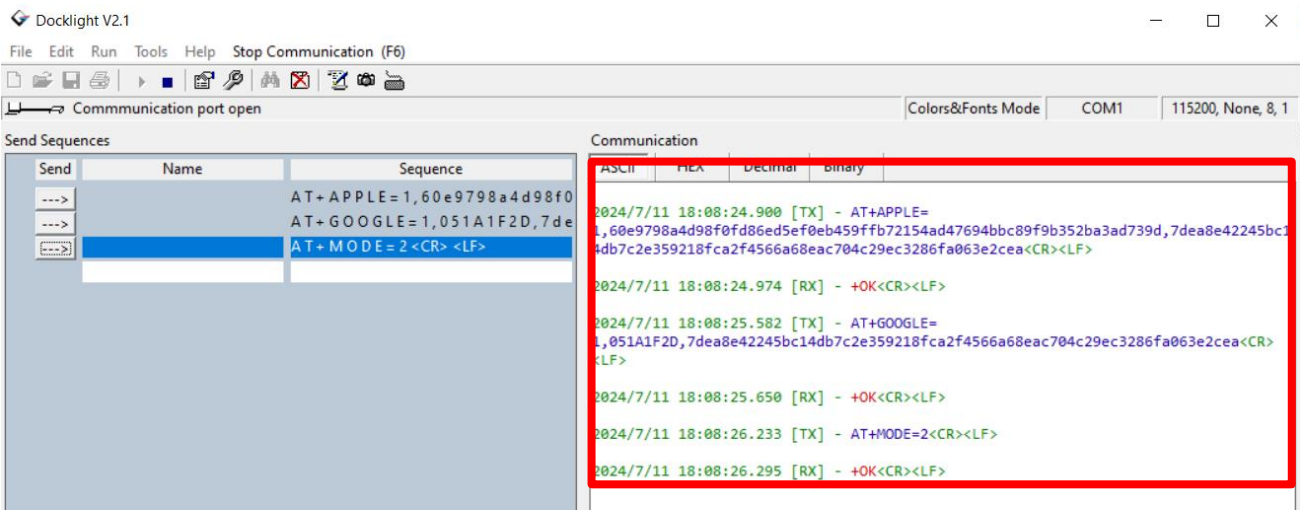 Docklight V2.1
File Edit Run Tools Help Stop Communication (F6)
Commmunication port open Colors&Fonts Mode COM1 115200, None, 8, 1
Send Sequences
Send Name Sequence
---> AT+APPLE=1,60e9798a4d98f0
---> AT+GOOGLE=1,051A1F2D,7de
---> AT+MODE=2<CR><LF>
Communication
ASCII HEX Decimal Binary
2024/7/11 18:08:24.900 [TX] - AT+APPLE=
1,60e9798a4d98f0fd86ed5ef0eb459ffb72154ad47694bbc89f9b352ba3ad739d,7dea8e42245bc1
4db7c2e359218fca2f4566a68eac704c29ec3286fa063e2cea<CR><LF>
2024/7/11 18:08:24.974 [RX] - +OK<CR><LF>
2024/7/11 18:08:25.582 [TX] - AT+GOOGLE=
1,051A1F2D,7dea8e42245bc14db7c2e359218fca2f4566a68eac704c29ec3286fa063e2cea<CR>
<LF>
2024/7/11 18:08:25.650 [RX] - +OK<CR><LF>
2024/7/11 18:08:26.233 [TX] - AT+MODE=2<CR><LF>
2024/7/11 18:08:26.295 [RX] - +OK<CR><LF>